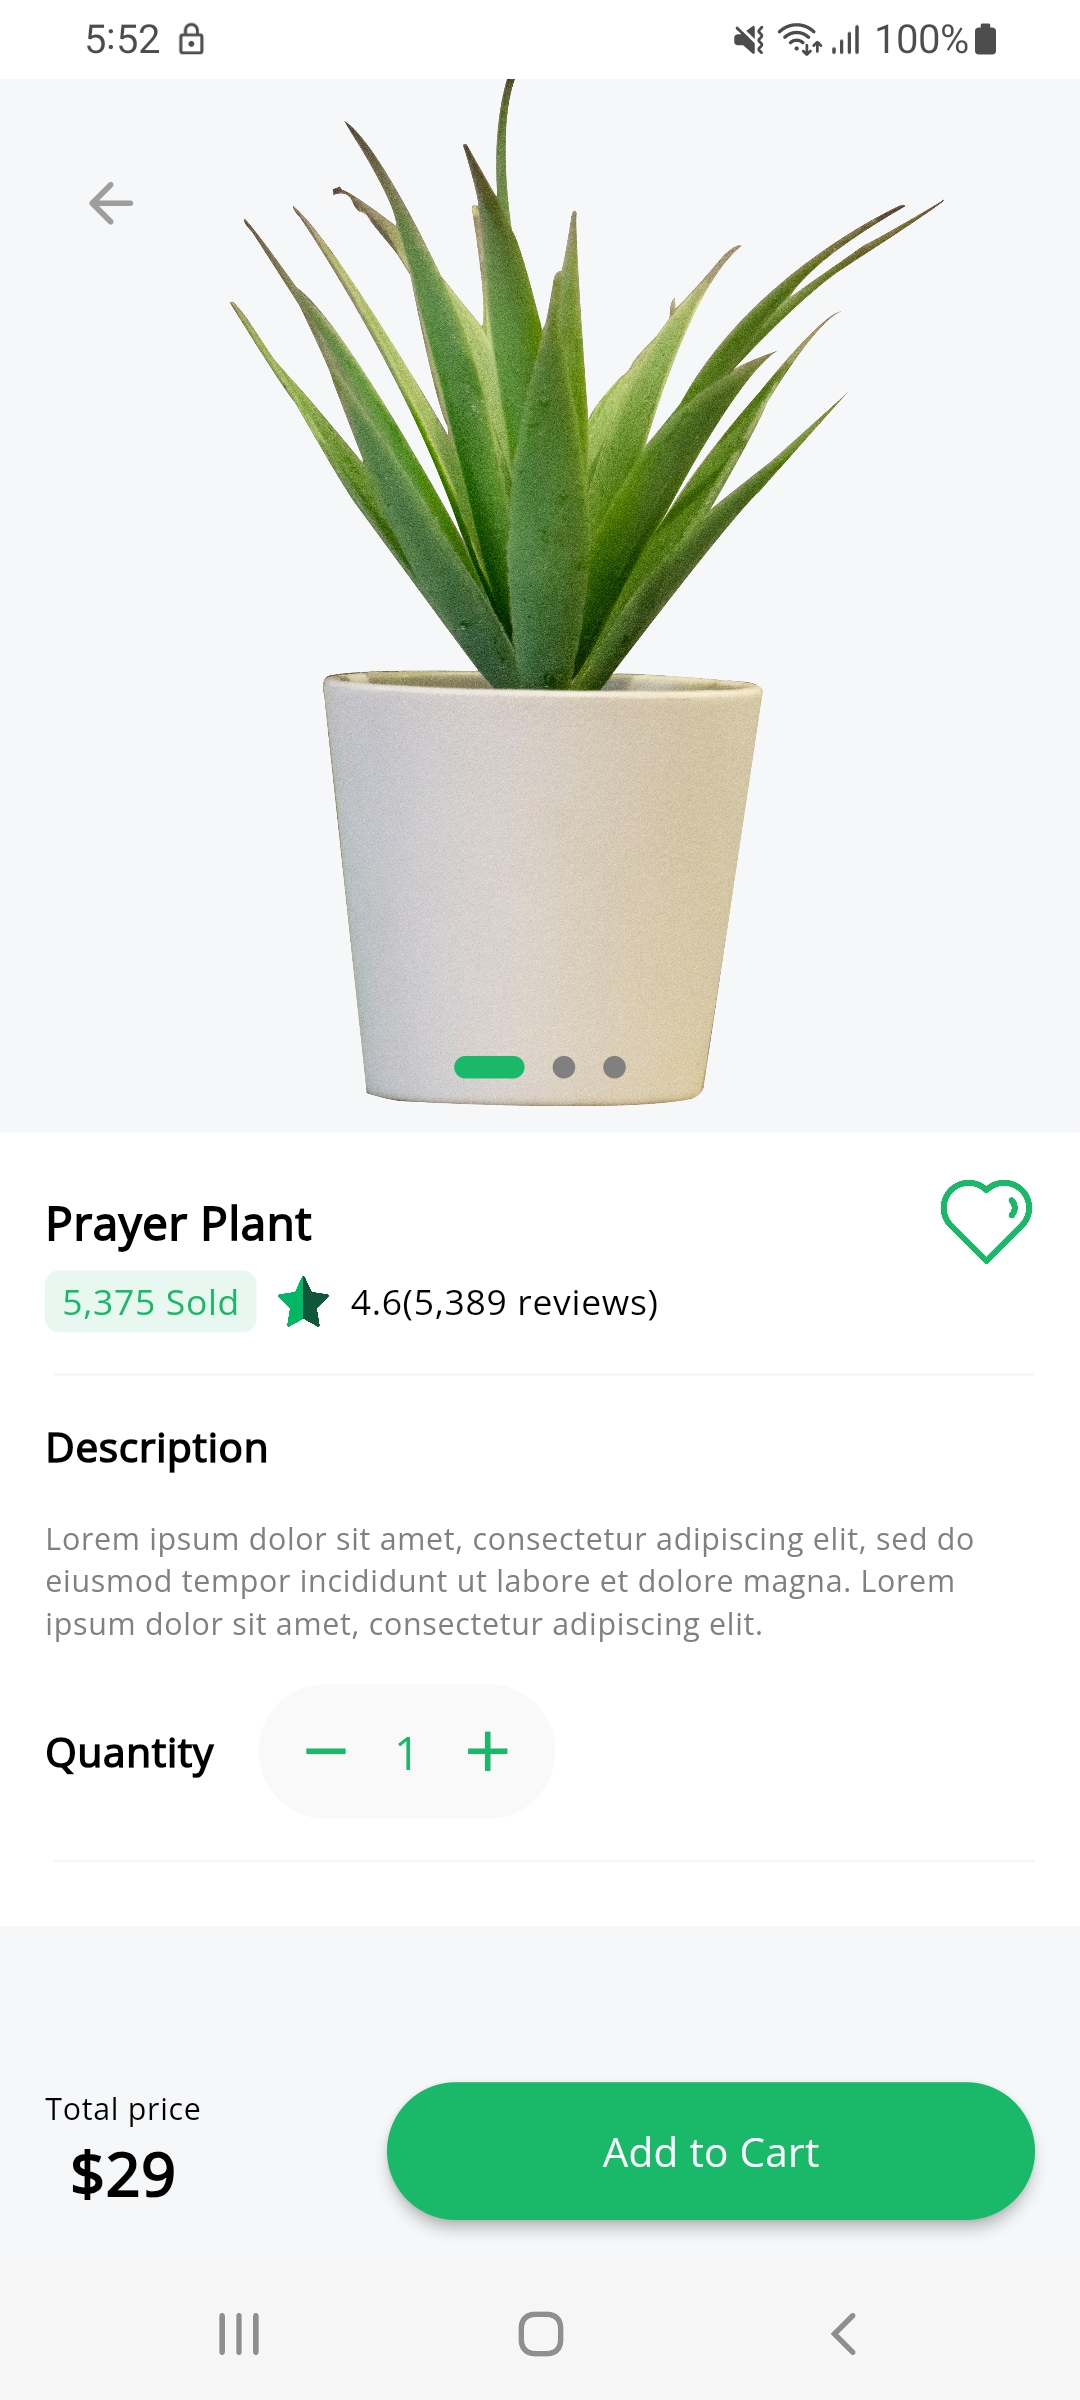 5:52
100%
Prayer Plant
5,375 Sold
4.6(5,389 reviews)
Description
Lorem ipsum dolor sit amet, consectetur adipiscing elit, sed do
eiusmod tempor incididunt ut labore et dolore magna. Lorem
ipsum dolor sit amet, consectetur adipiscing elit.
Quantity
1
Total price
$29
Add to Cart